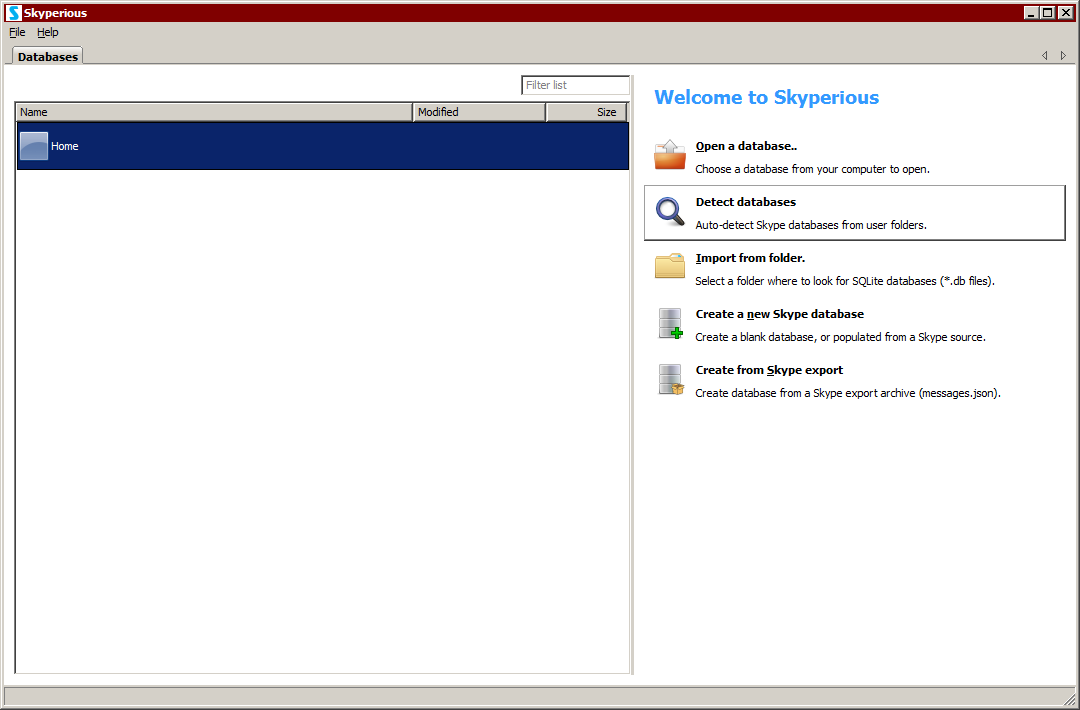 Skyperious
File Help
Databases
Filter list
Name Modified Size
Home
Welcome to Skyperious
Open a database..
Choose a database from your computer to open.
Detect databases
Auto-detect Skype databases from user folders.
Import from folder.
Select a folder where to look for SQLite databases (*.db files).
Create a new Skype database
Create a blank database, or populated from a Skype source.
Create from Skype export
Create database from a Skype export archive (messages.json).